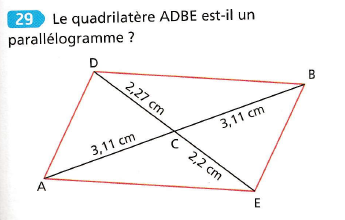 29 Le quadrilatère ADBE est-il un
parallélogramme ?
D
B
2,27 cm
3,11 cm
3,11 cm
C
2,2 cm
A
E